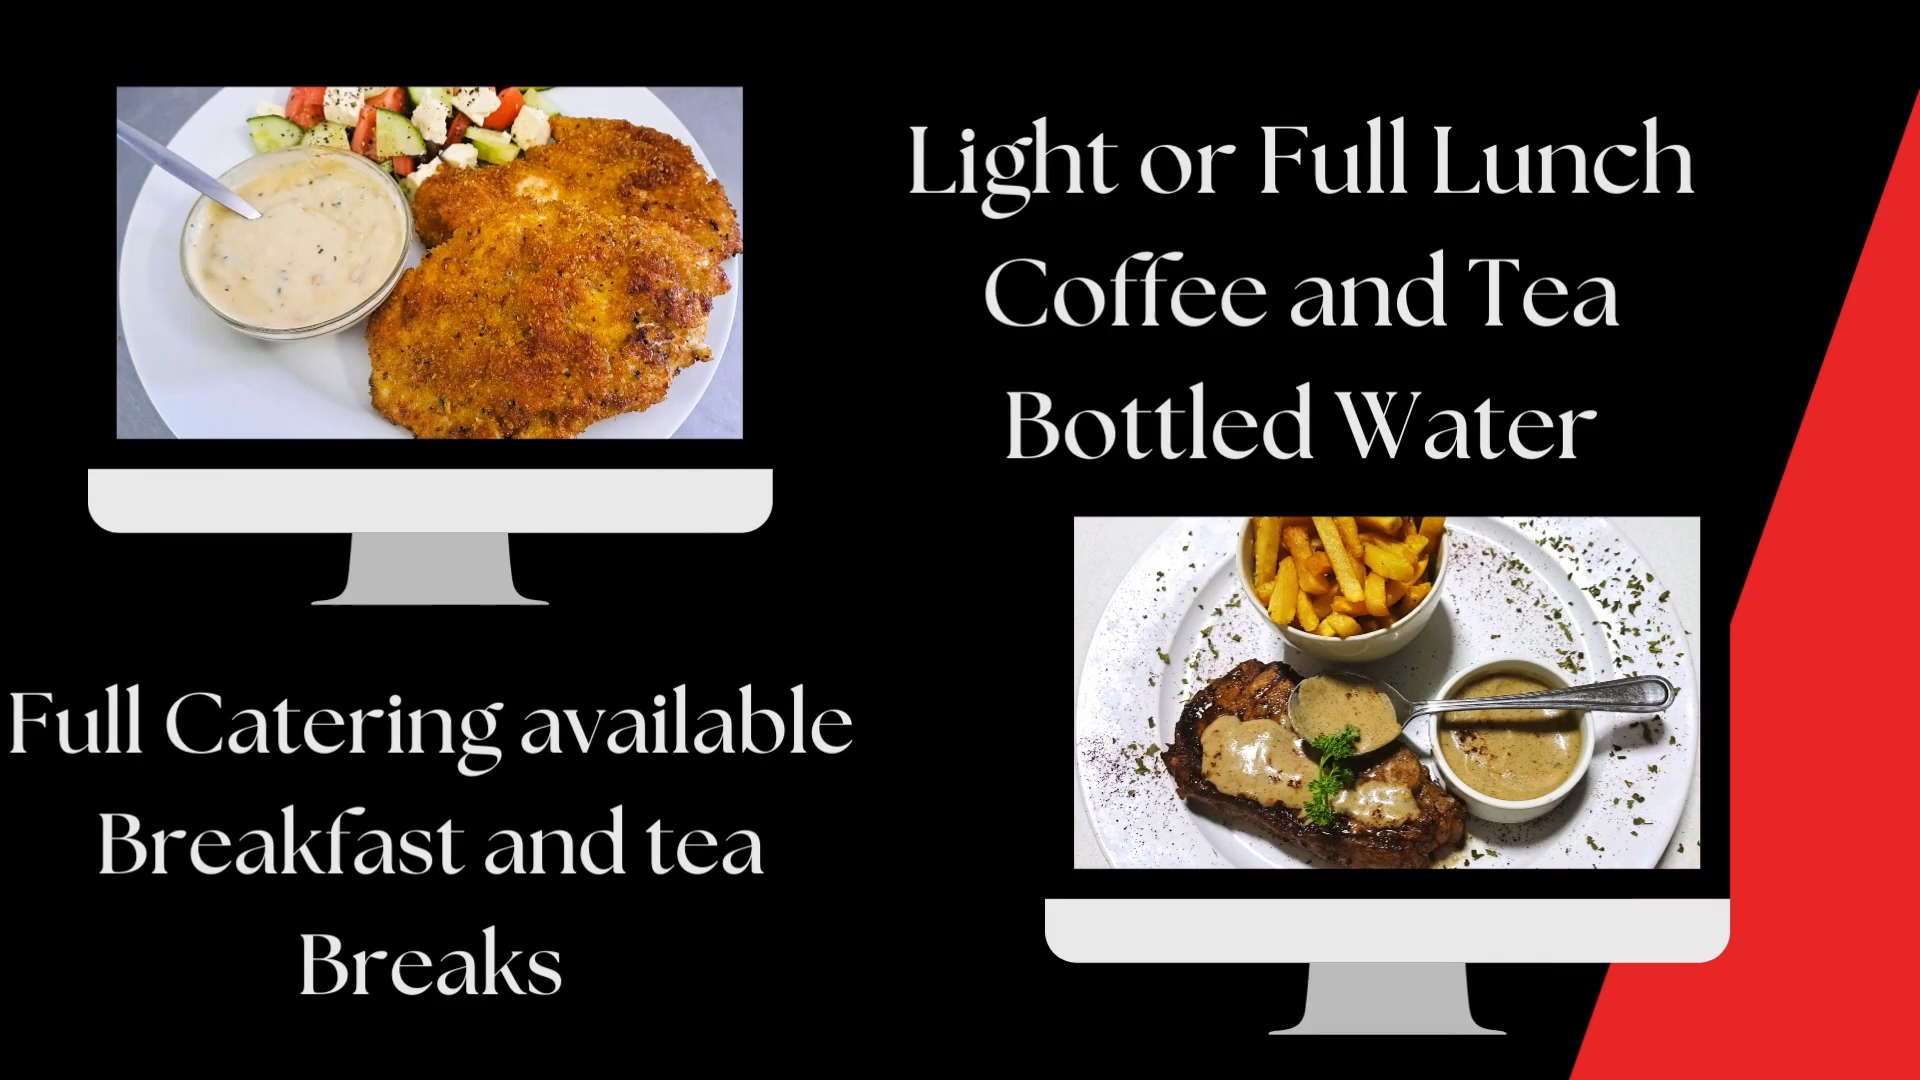 Light or Full Lunch
Coffee and Tea
Bottled Water
Full Catering available
Breakfast and tea
Breaks